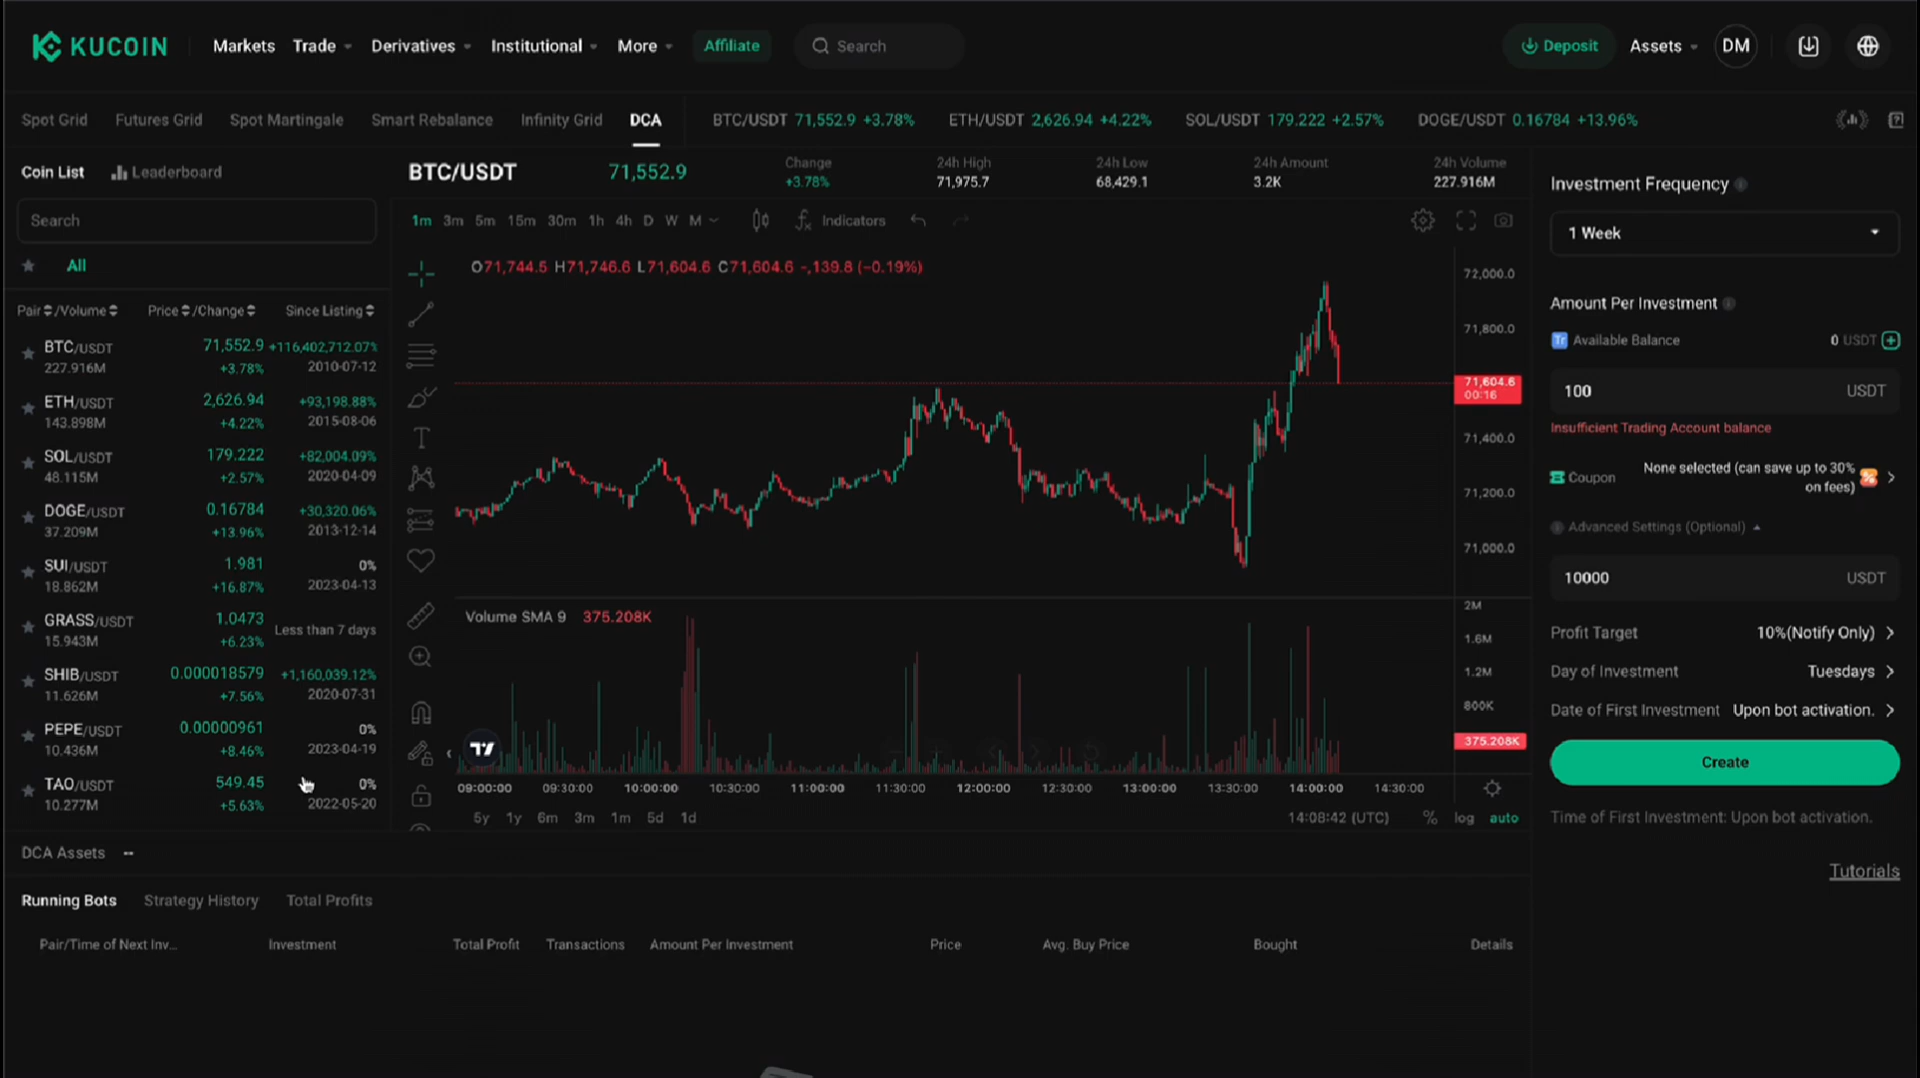 KUCOIN
Markets Trade Derivatives Institutional More Affiliate Search Deposit Assets DM
Spot Grid Futures Grid Spot Martingale Smart Rebalance Infinity Grid DCA BTC/USDT 71,552.9 +3.78% ETH/USDT 2,626.94 +4.22% SOL/USDT 179.222 +2.57% DOGE/USDT 0.16784 +13.96%
Coin List Leaderboard
Search
All
Pair /Volume Price /Change Since Listing
BTC/USDT 71,552.9 +116,402,712.07%
227.916M +3.78% 2010-07-12
ETH/USDT 2,626.94 +93,198.88%
143.898M +4.22% 2015-08-06
SOL/USDT 179.222 +82,004.09%
48.115M +2.57% 2020-04-09
DOGE/USDT 0.16784 +30,320.06%
37.209M +13.96% 2013-12-14
SUI/USDT 1.981 0%
18.862M +16.87% 2023-04-13
GRASS/USDT 1.0473 Less than 7 days
15.943M +6.23%
SHIB/USDT 0.000018579 +1,160,039.12%
11.626M +7.56% 2020-07-31
PEPE/USDT 0.00000961 0%
10.436M +8.46% 2023-04-19
TAO/USDT 549.45 0%
10.277M +5.63% 2022-05-20
BTC/USDT 71,552.9
Change 24h High 24h Low 24h Amount 24h Volume
+3.78% 71,975.7 68,429.1 3.2K 227.916M
1m 3m 5m 15m 30m 1h 4h D W M Indicators
O71,744.5 H71,746.6 L71,604.6 C71,604.6 -,139.8 (-0.19%)
72,000.0
71,800.0
71,604.6
00:16
71,400.0
71,200.0
71,000.0
Volume SMA 9 375.208K
2M
1.6M
1.2M
800K
375.208K
09:00:00 09:30:00 10:00:00 10:30:00 11:00:00 11:30:00 12:00:00 12:30:00 13:00:00 13:30:00 14:00:00 14:30:00
5y 1y 6m 3m 1m 5d 1d 14:08:42 (UTC) % log auto
Investment Frequency
1 Week
Amount Per Investment
Available Balance 0 USDT
100 USDT
Insufficient Trading Account balance
Coupon None selected (can save up to 30%
on fees)
Advanced Settings (Optional)
10000 USDT
Profit Target 10%(Notify Only)
Day of Investment Tuesdays
Date of First Investment Upon bot activation.
Create
Time of First Investment: Upon bot activation.
Tutorials
DCA Assets --
Running Bots Strategy History Total Profits
Pair/Time of Next Inv... Investment Total Profit Transactions Amount Per Investment Price Avg. Buy Price Bought Details